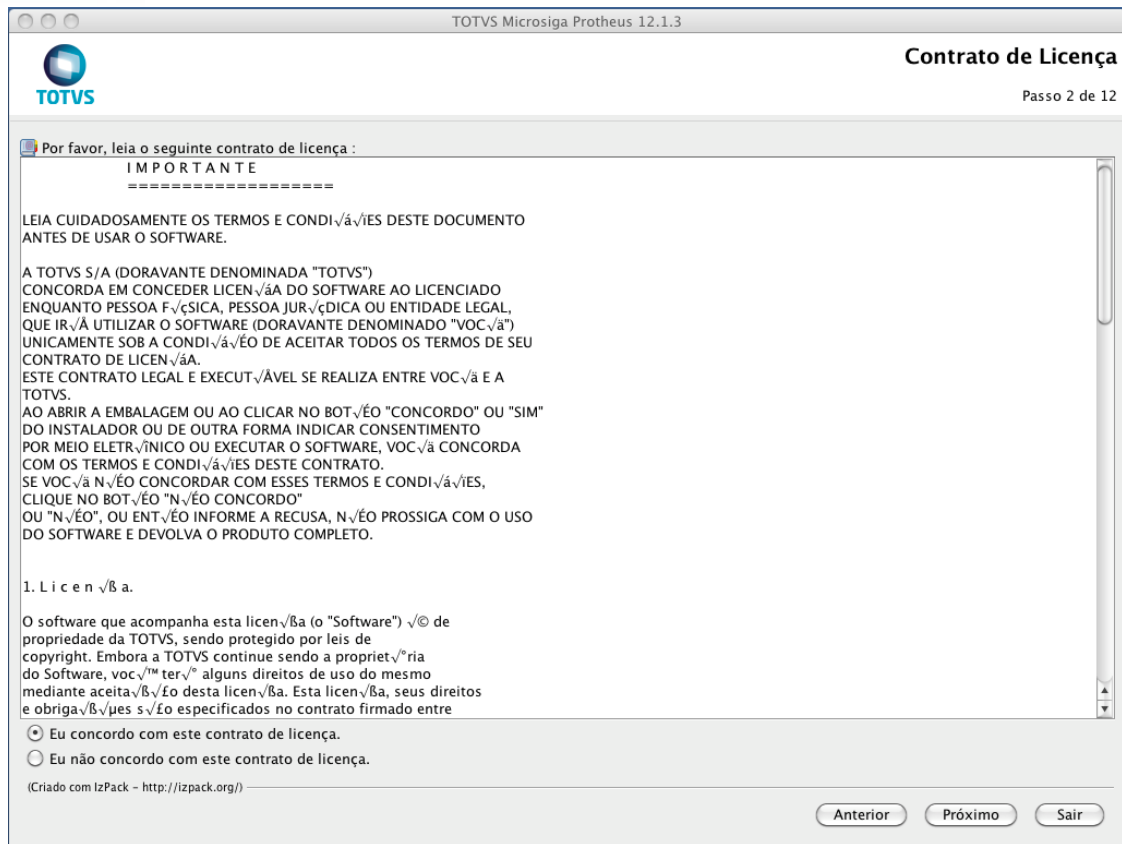 TOTVS Microsiga Protheus 12.1.3
TOTVS
Contrato de Licença
Passo 2 de 12
Por favor, leia o seguinte contrato de licença :
I M P O R T A N T E
===================
LEIA CUIDADOSAMENTE OS TERMOS E CONDI√á√ïES DESTE DOCUMENTO
ANTES DE USAR O SOFTWARE.
A TOTVS S/A (DORAVANTE DENOMINADA "TOTVS")
CONCORDA EM CONCEDER LICEN√áA DO SOFTWARE AO LICENCIADO
ENQUANTO PESSOA F√çSICA, PESSOA JUR√çDICA OU ENTIDADE LEGAL,
QUE IR√Å UTILIZAR O SOFTWARE (DORAVANTE DENOMINADO "VOC√ä")
UNICAMENTE SOB A CONDI√á√ÉO DE ACEITAR TODOS OS TERMOS DE SEU
CONTRATO DE LICEN√áA.
ESTE CONTRATO LEGAL E EXECUT√ÅVEL SE REALIZA ENTRE VOC√ä E A
TOTVS.
AO ABRIR A EMBALAGEM OU AO CLICAR NO BOT√ÉO "CONCORDO" OU "SIM"
DO INSTALADOR OU DE OUTRA FORMA INDICAR CONSENTIMENTO
POR MEIO ELETR√îNICO OU EXECUTAR O SOFTWARE, VOC√ä CONCORDA
COM OS TERMOS E CONDI√á√ïES DESTE CONTRATO.
SE VOC√ä N√ÉO CONCORDAR COM ESSES TERMOS E CONDI√á√ïES,
CLIQUE NO BOT√ÉO "N√ÉO CONCORDO"
OU "N√ÉO", OU ENT√ÉO INFORME A RECUSA, N√ÉO PROSSIGA COM O USO
DO SOFTWARE E DEVOLVA O PRODUTO COMPLETO.
1. L i c e n √ß a.
O software que acompanha esta licen√ßa (o "Software") √© de
propriedade da TOTVS, sendo protegido por leis de
copyright. Embora a TOTVS continue sendo a propriet√°ria
do Software, voc√™ ter√° alguns direitos de uso do mesmo
mediante aceita√ß√£o desta licen√ßa. Esta licen√ßa, seus direitos
e obriga√ß√µes s√£o especificados no contrato firmado entre
Eu concordo com este contrato de licença.
Eu não concordo com este contrato de licença.
(Criado com IzPack – http://izpack.org/)
Anterior
Próximo
Sair